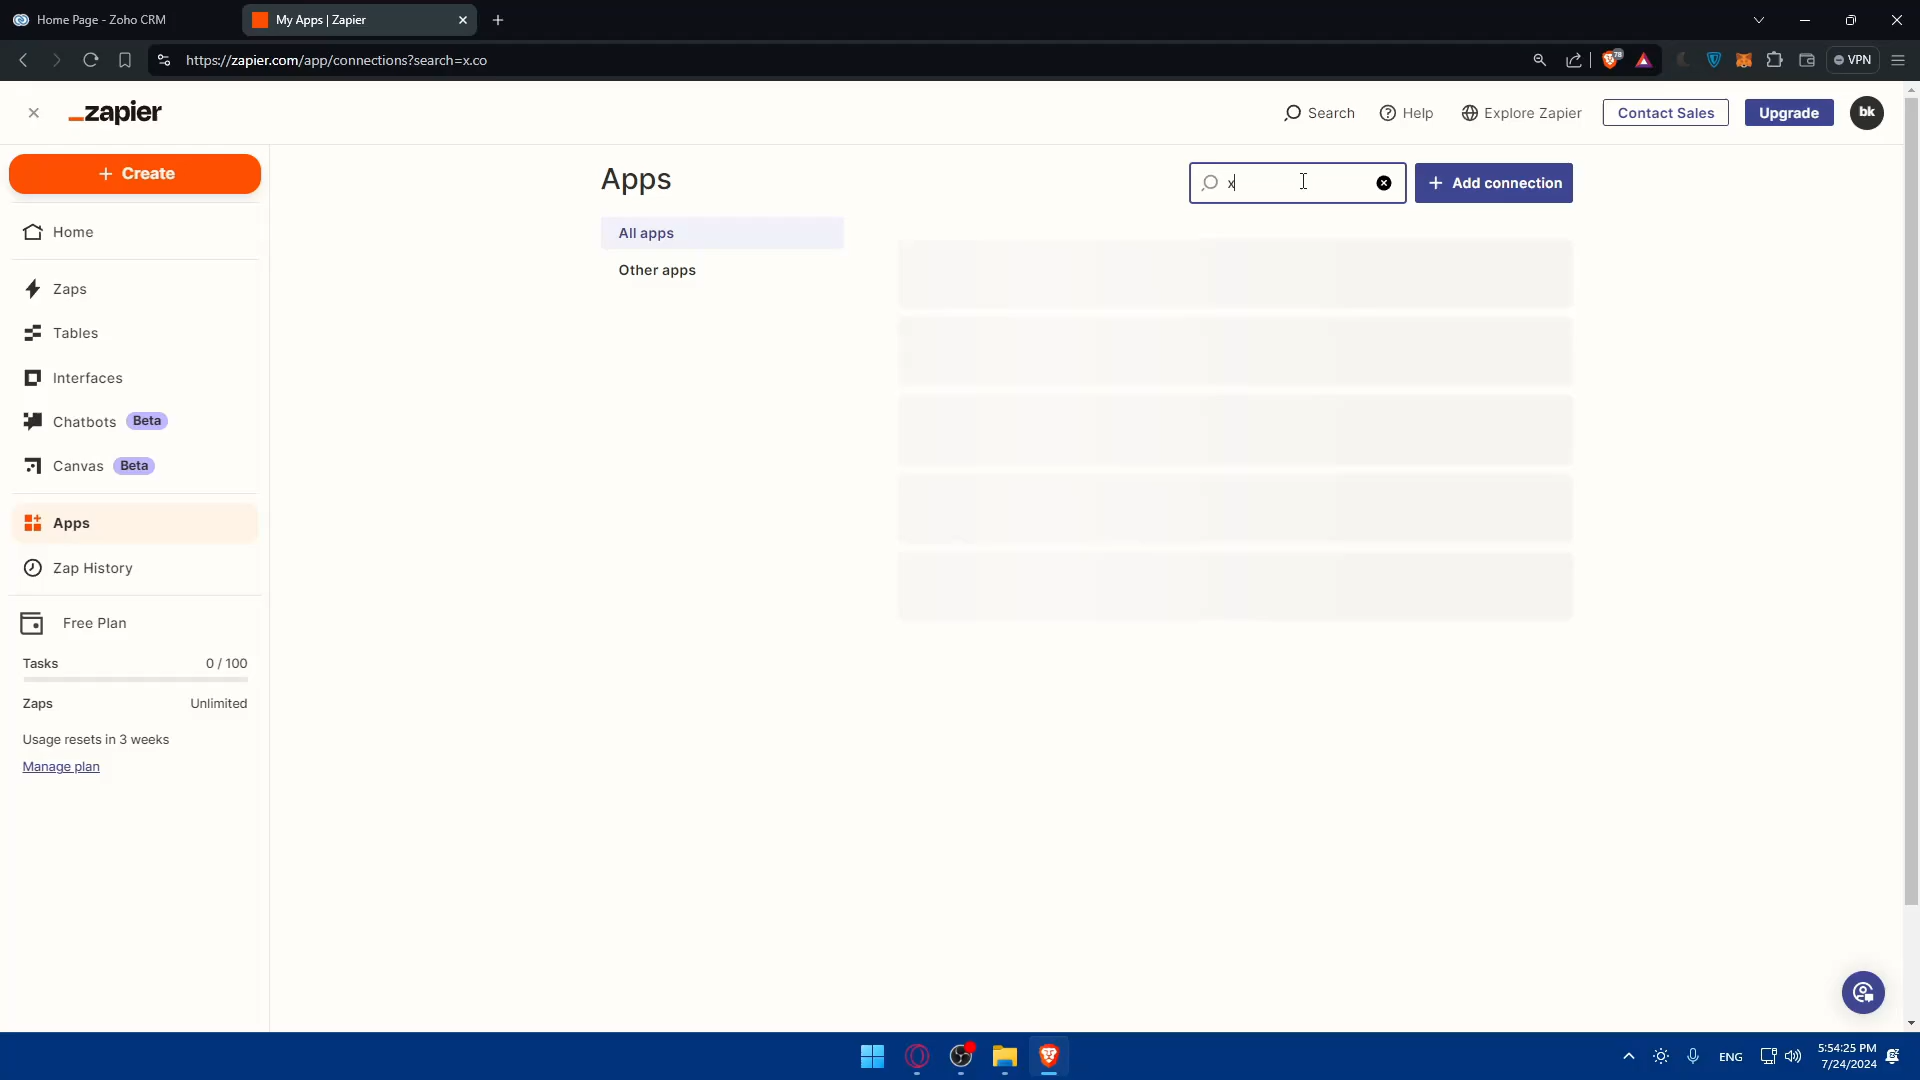 Home Page - Zoho CRM
My Apps | Zapier
https://zapier.com/app/connections?search=x.co
78
VPN
_zapier
Search
Help
Explore Zapier
Contact Sales
Upgrade
bk
+ Create
Apps
x
+ Add connection
Home
All apps
Other apps
Zaps
Tables
Interfaces
Chatbots Beta
Canvas Beta
Apps
Zap History
Free Plan
Tasks 0 / 100
Zaps Unlimited
Usage resets in 3 weeks
Manage plan
ENG
5:54:25 PM
7/24/2024